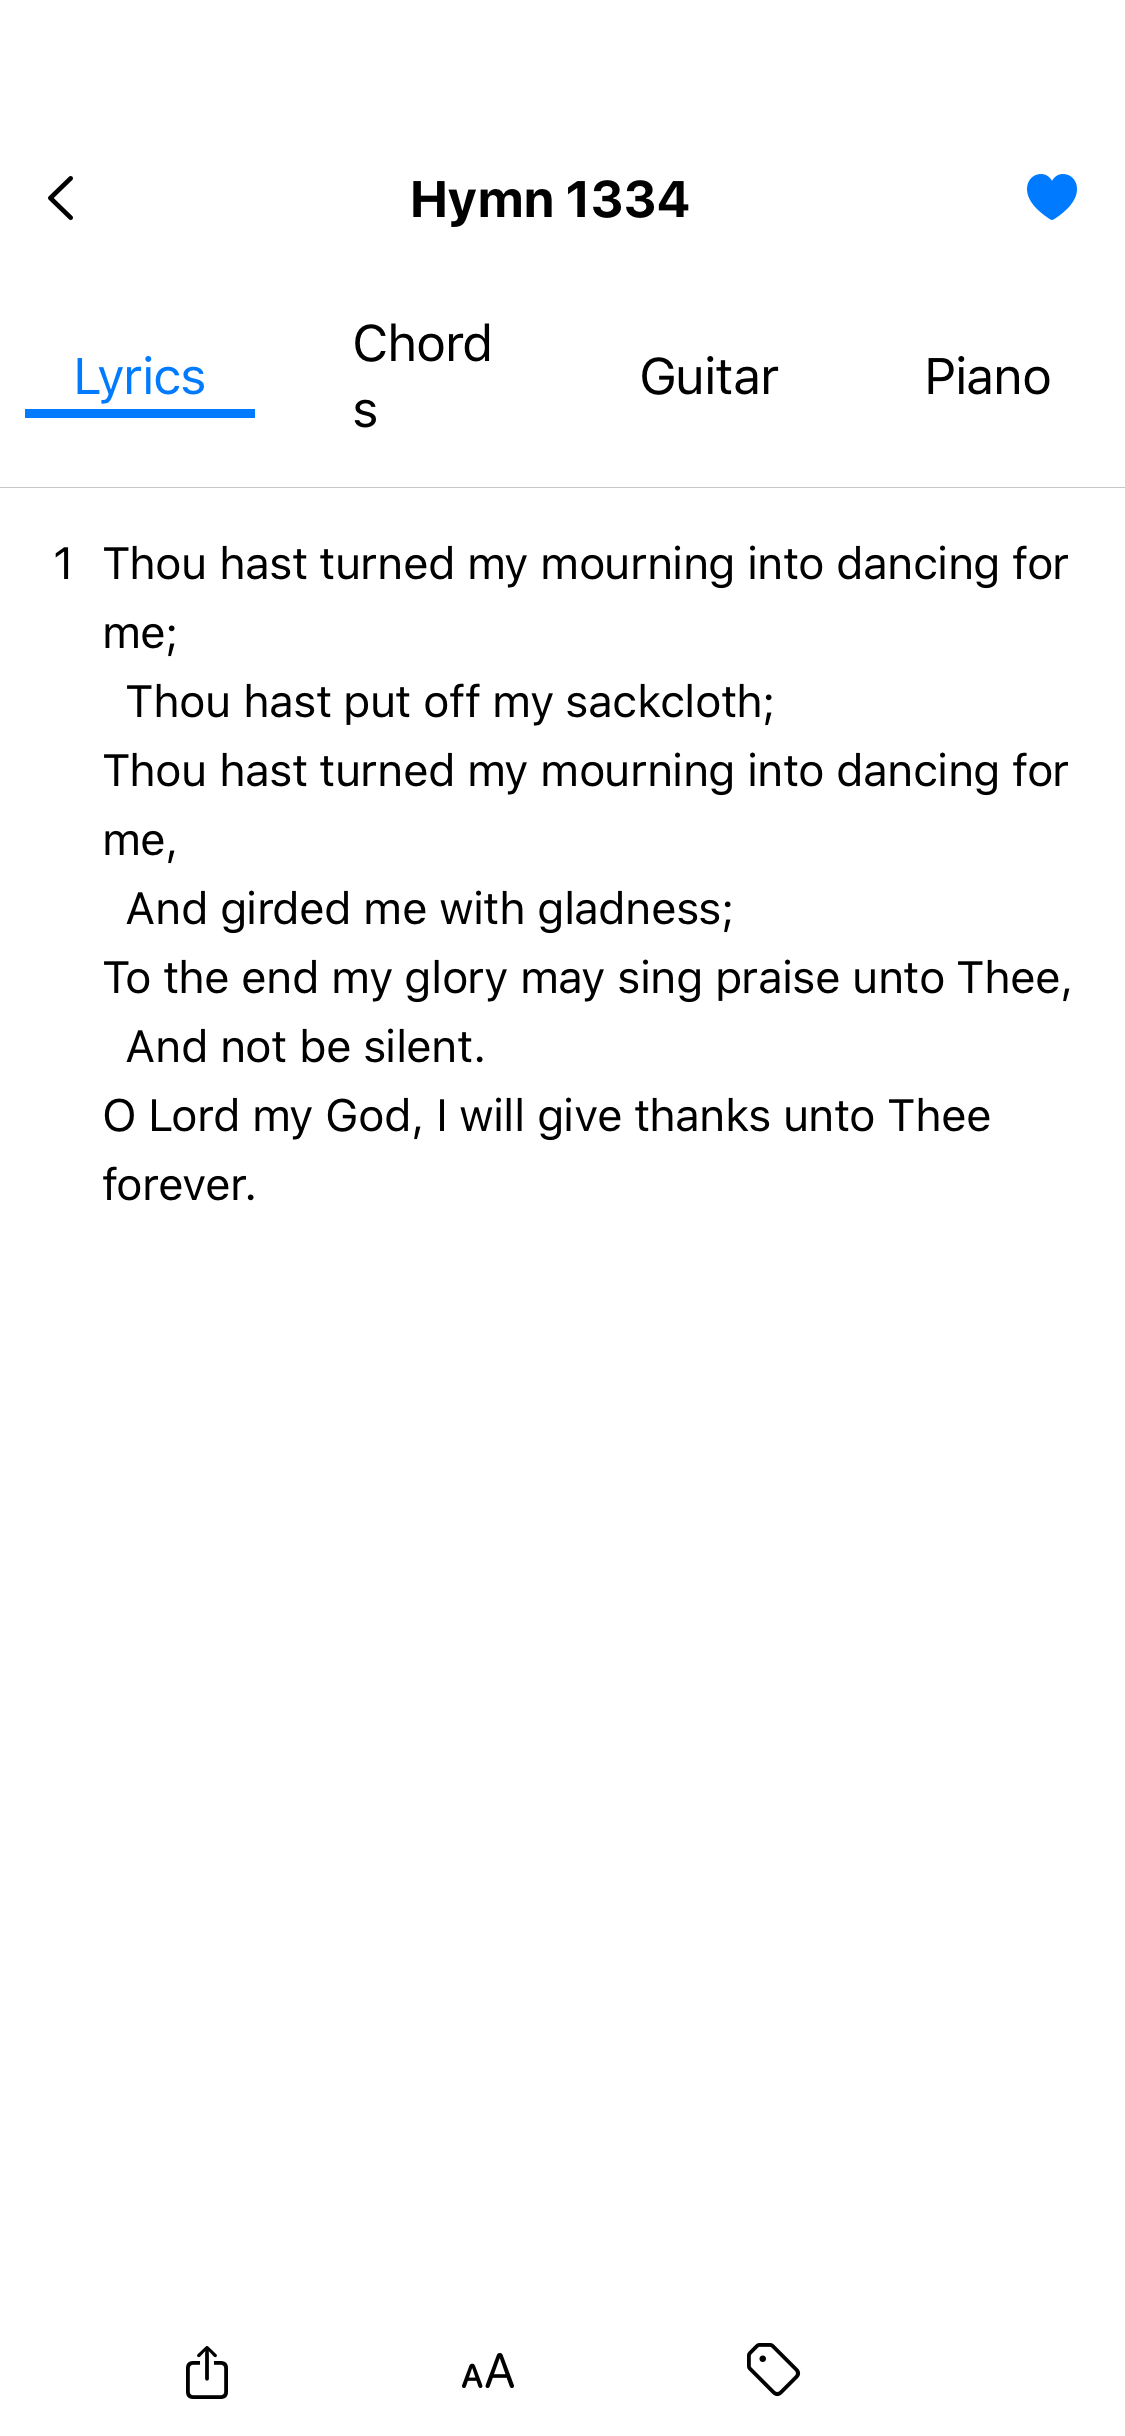 Hymn 1334
Lyrics
Chord
s
Guitar
Piano
1 Thou hast turned my mourning into dancing for
me;
Thou hast put off my sackcloth;
Thou hast turned my mourning into dancing for
me,
And girded me with gladness;
To the end my glory may sing praise unto Thee,
And not be silent.
O Lord my God, I will give thanks unto Thee
forever.
AA